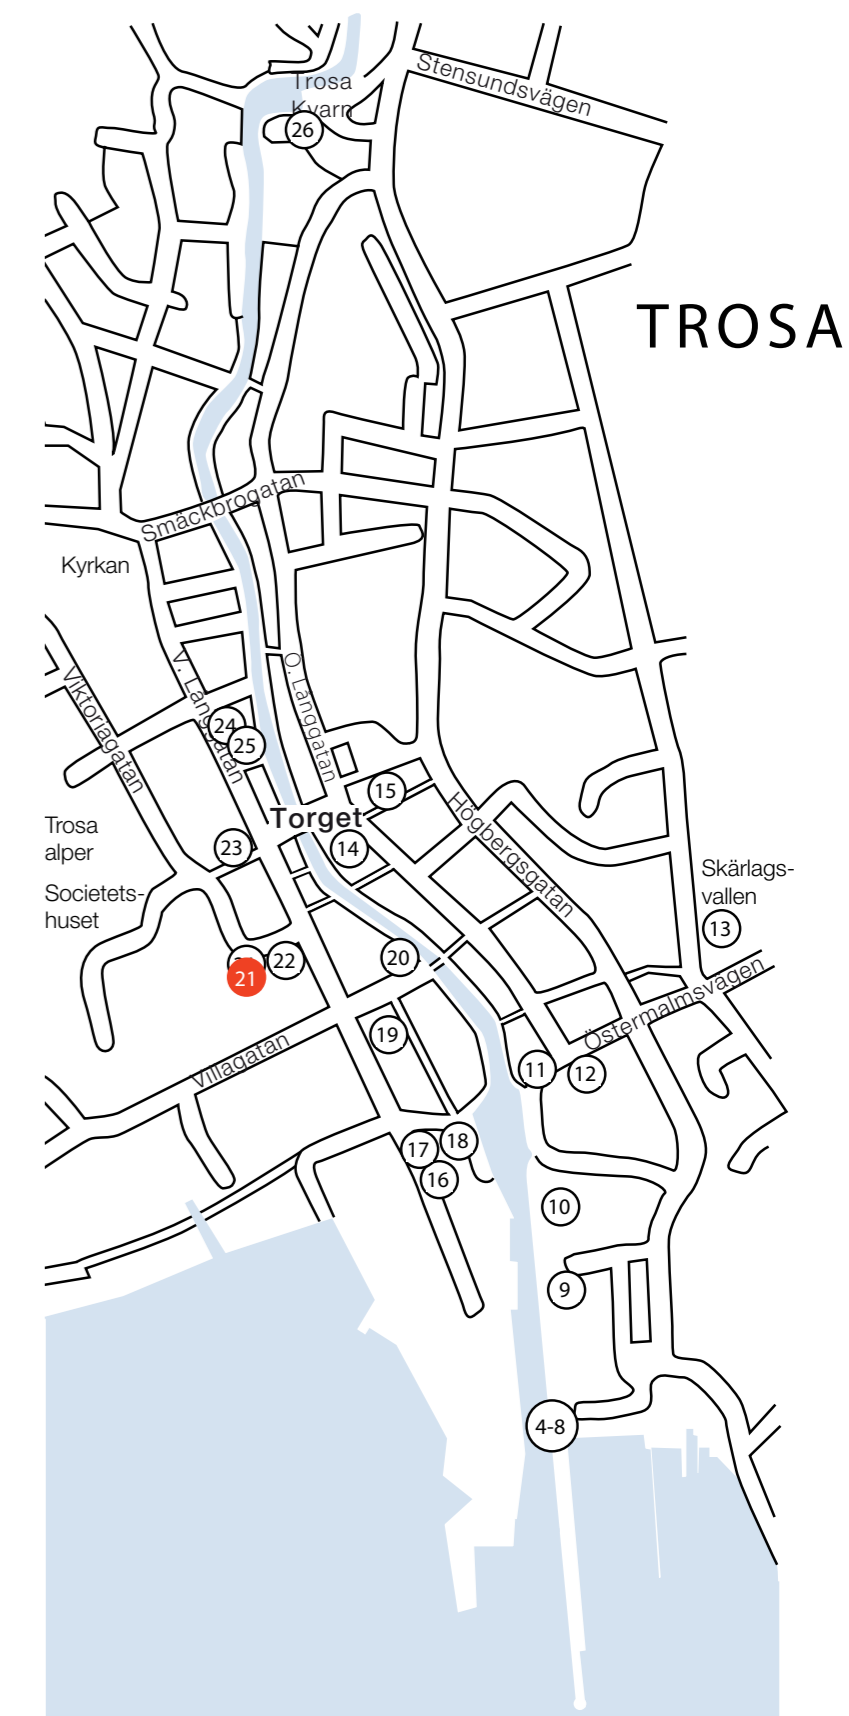 Stensundsvägen
Trosa
Kvarn
26
TROSA
Smäckbrogatan
Kyrkan
V. Långgatan
Ö. Långgatan
Viktoriagatan
24
25
15
Högbergsgatan
Torget
Trosa
alper
23
14
Skärlags-
vallen
Societets-
huset
13
22
20
21
Östermalmsvägen
19
Villagatan
11
12
17
18
16
10
9
4-8